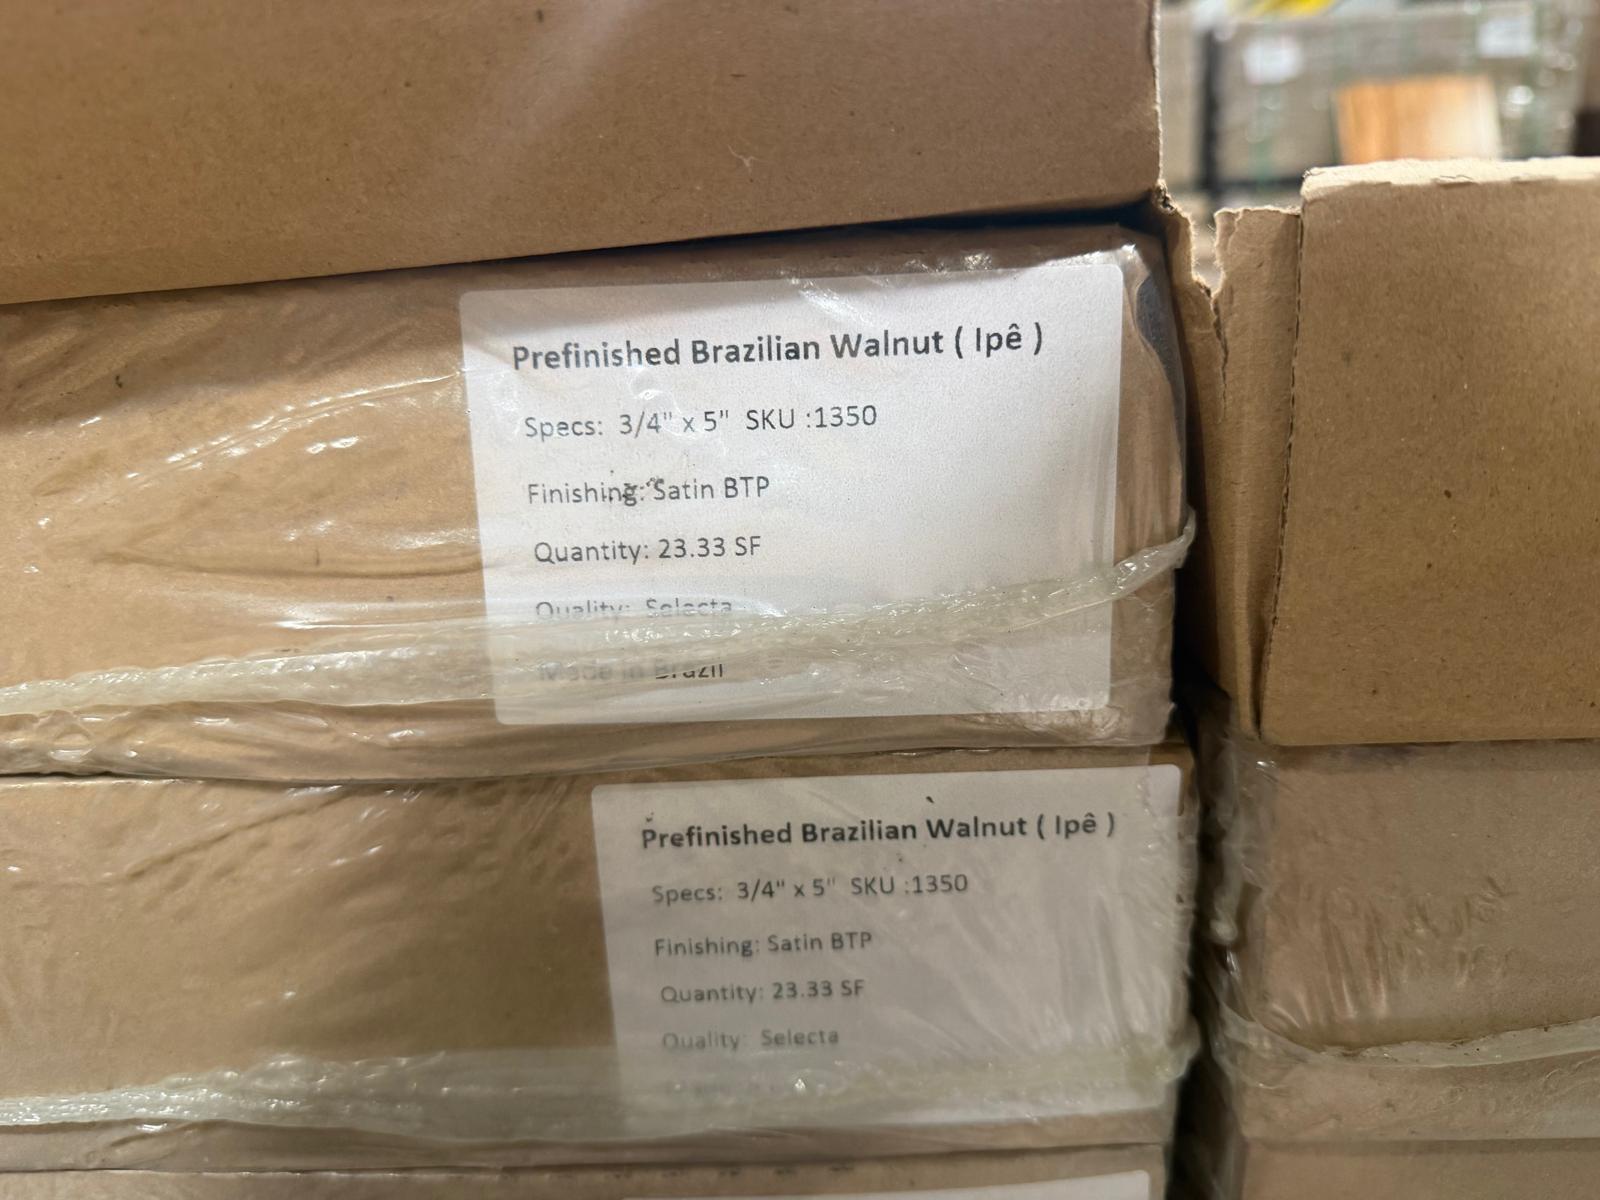 Prefinished Brazilian Walnut ( Ipê )
Specs: 3/4" x 5" SKU :1350
Finishing: Satin BTP
Quantity: 23.33 SF
Quality: Selecta
Made in Brazil
Prefinished Brazilian Walnut ( Ipê )
Specs: 3/4" x 5" SKU :1350
Finishing: Satin BTP
Quantity: 23.33 SF
Quality: Selecta